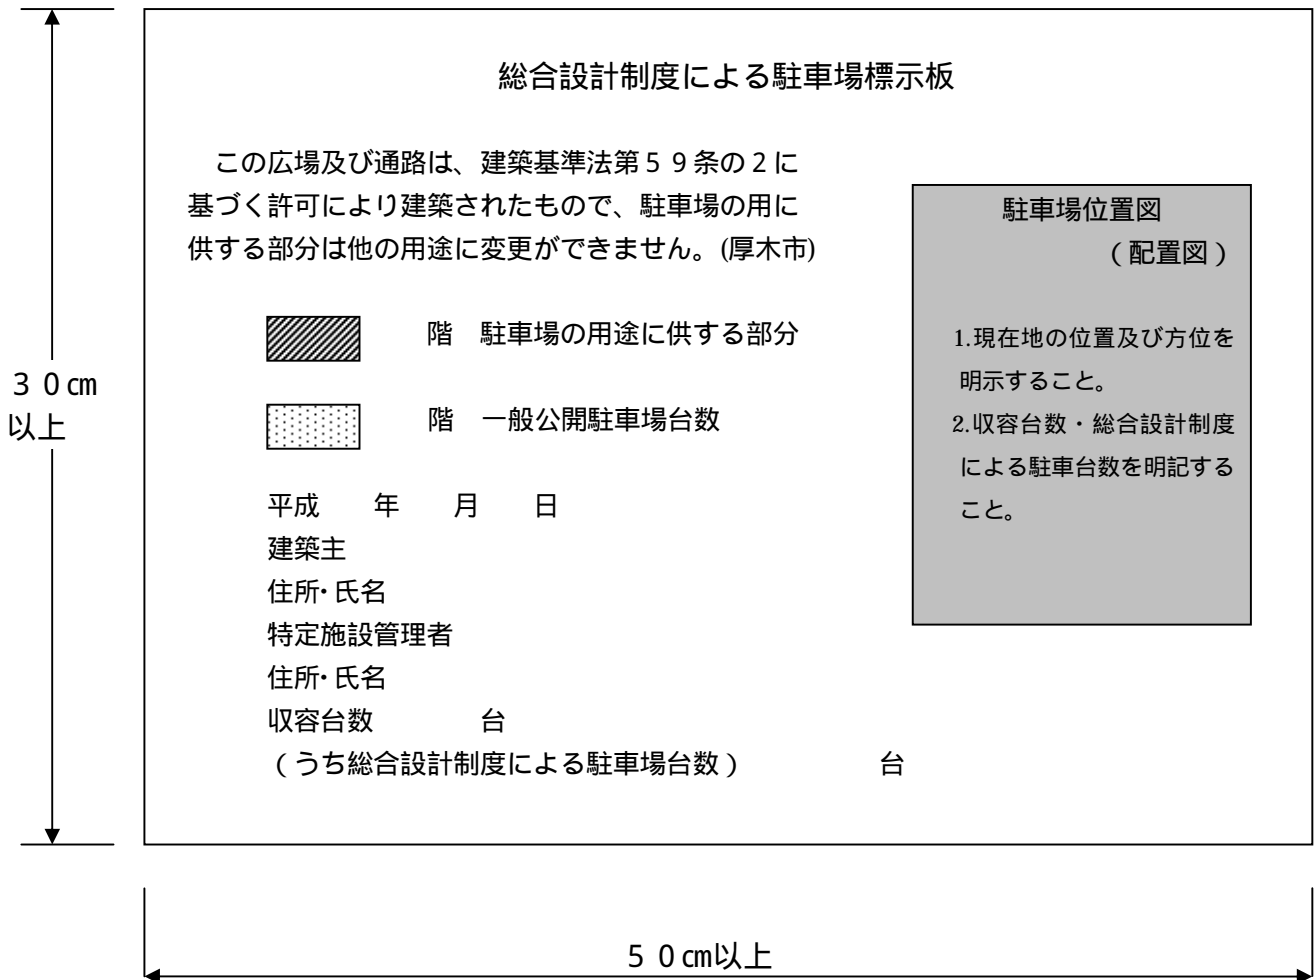 総合設計制度による駐車場標示板
この広場及び通路は、建築基準法第５９条の２に
基づく許可により建築されたもので、駐車場の用に
供する部分は他の用途に変更ができません。(厚木市)
階　駐車場の用途に供する部分
階　一般公開駐車場台数
平成　　年　　月　　日
建築主
住所・氏名
特定施設管理者
住所・氏名
収容台数　　　　台
（うち総合設計制度による駐車場台数）　　　　　台
駐車場位置図
（配置図）
1.現在地の位置及び方位を
明示すること。
2.収容台数・総合設計制度
による駐車台数を明記する
こと。
３０㎝
以上
５０㎝以上